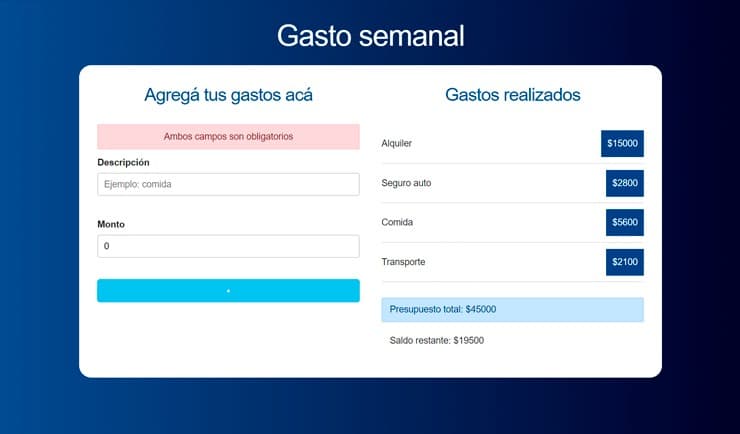 Gasto semanal
Agregá tus gastos acá
Ambos campos son obligatorios
Descripción
Ejemplo: comida
Monto
0
Gastos realizados
Alquiler $15000
Seguro auto $2800
Comida $5600
Transporte $2100
Presupuesto total: $45000
Saldo restante: $19500